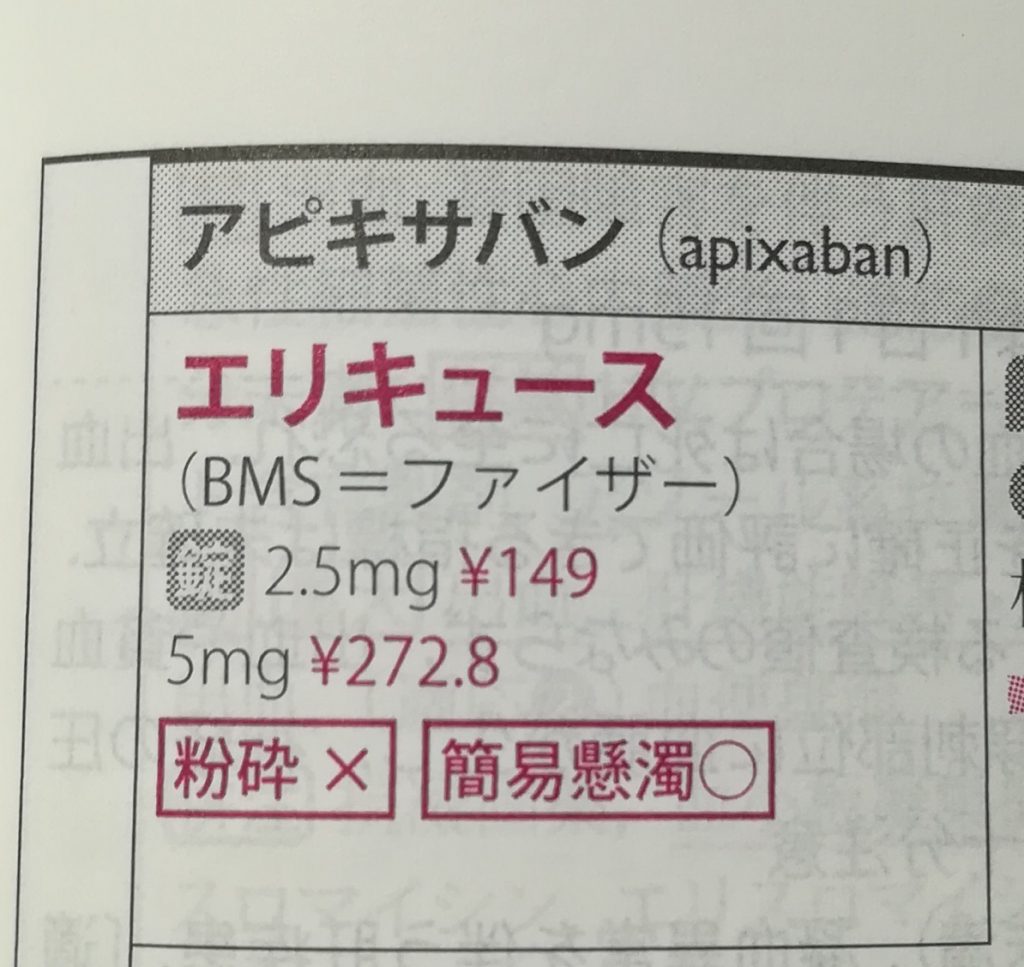 アピキサバン（apixaban）
エリキュース
（BMS＝ファイザー）
錠 2.5mg ¥149
5mg ¥272.8
粉砕 × 簡易懸濁○